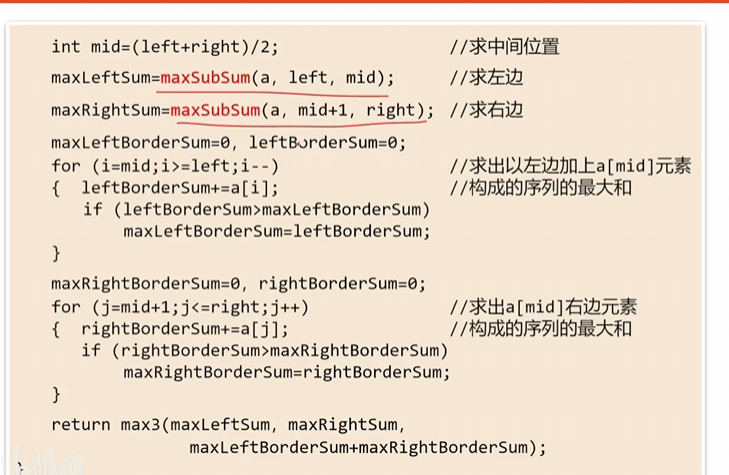 int mid=(left+right)/2; //求中间位置
maxLeftSum=maxSubSum(a, left, mid); //求左边
maxRightSum=maxSubSum(a, mid+1, right); //求右边
maxLeftBorderSum=0, leftBorderSum=0;
for (i=mid;i>=left;i--) //求出以左边加上a[mid]元素
{ leftBorderSum+=a[i]; //构成的序列的最大和
if (leftBorderSum>maxLeftBorderSum)
maxLeftBorderSum=leftBorderSum;
}
maxRightBorderSum=0, rightBorderSum=0;
for (j=mid+1;j<=right;j++) //求出a[mid]右边元素
{ rightBorderSum+=a[j]; //构成的序列的最大和
if (rightBorderSum>maxRightBorderSum)
maxRightBorderSum=rightBorderSum;
}
return max3(maxLeftSum, maxRightSum,
maxLeftBorderSum+maxRightBorderSum);
}